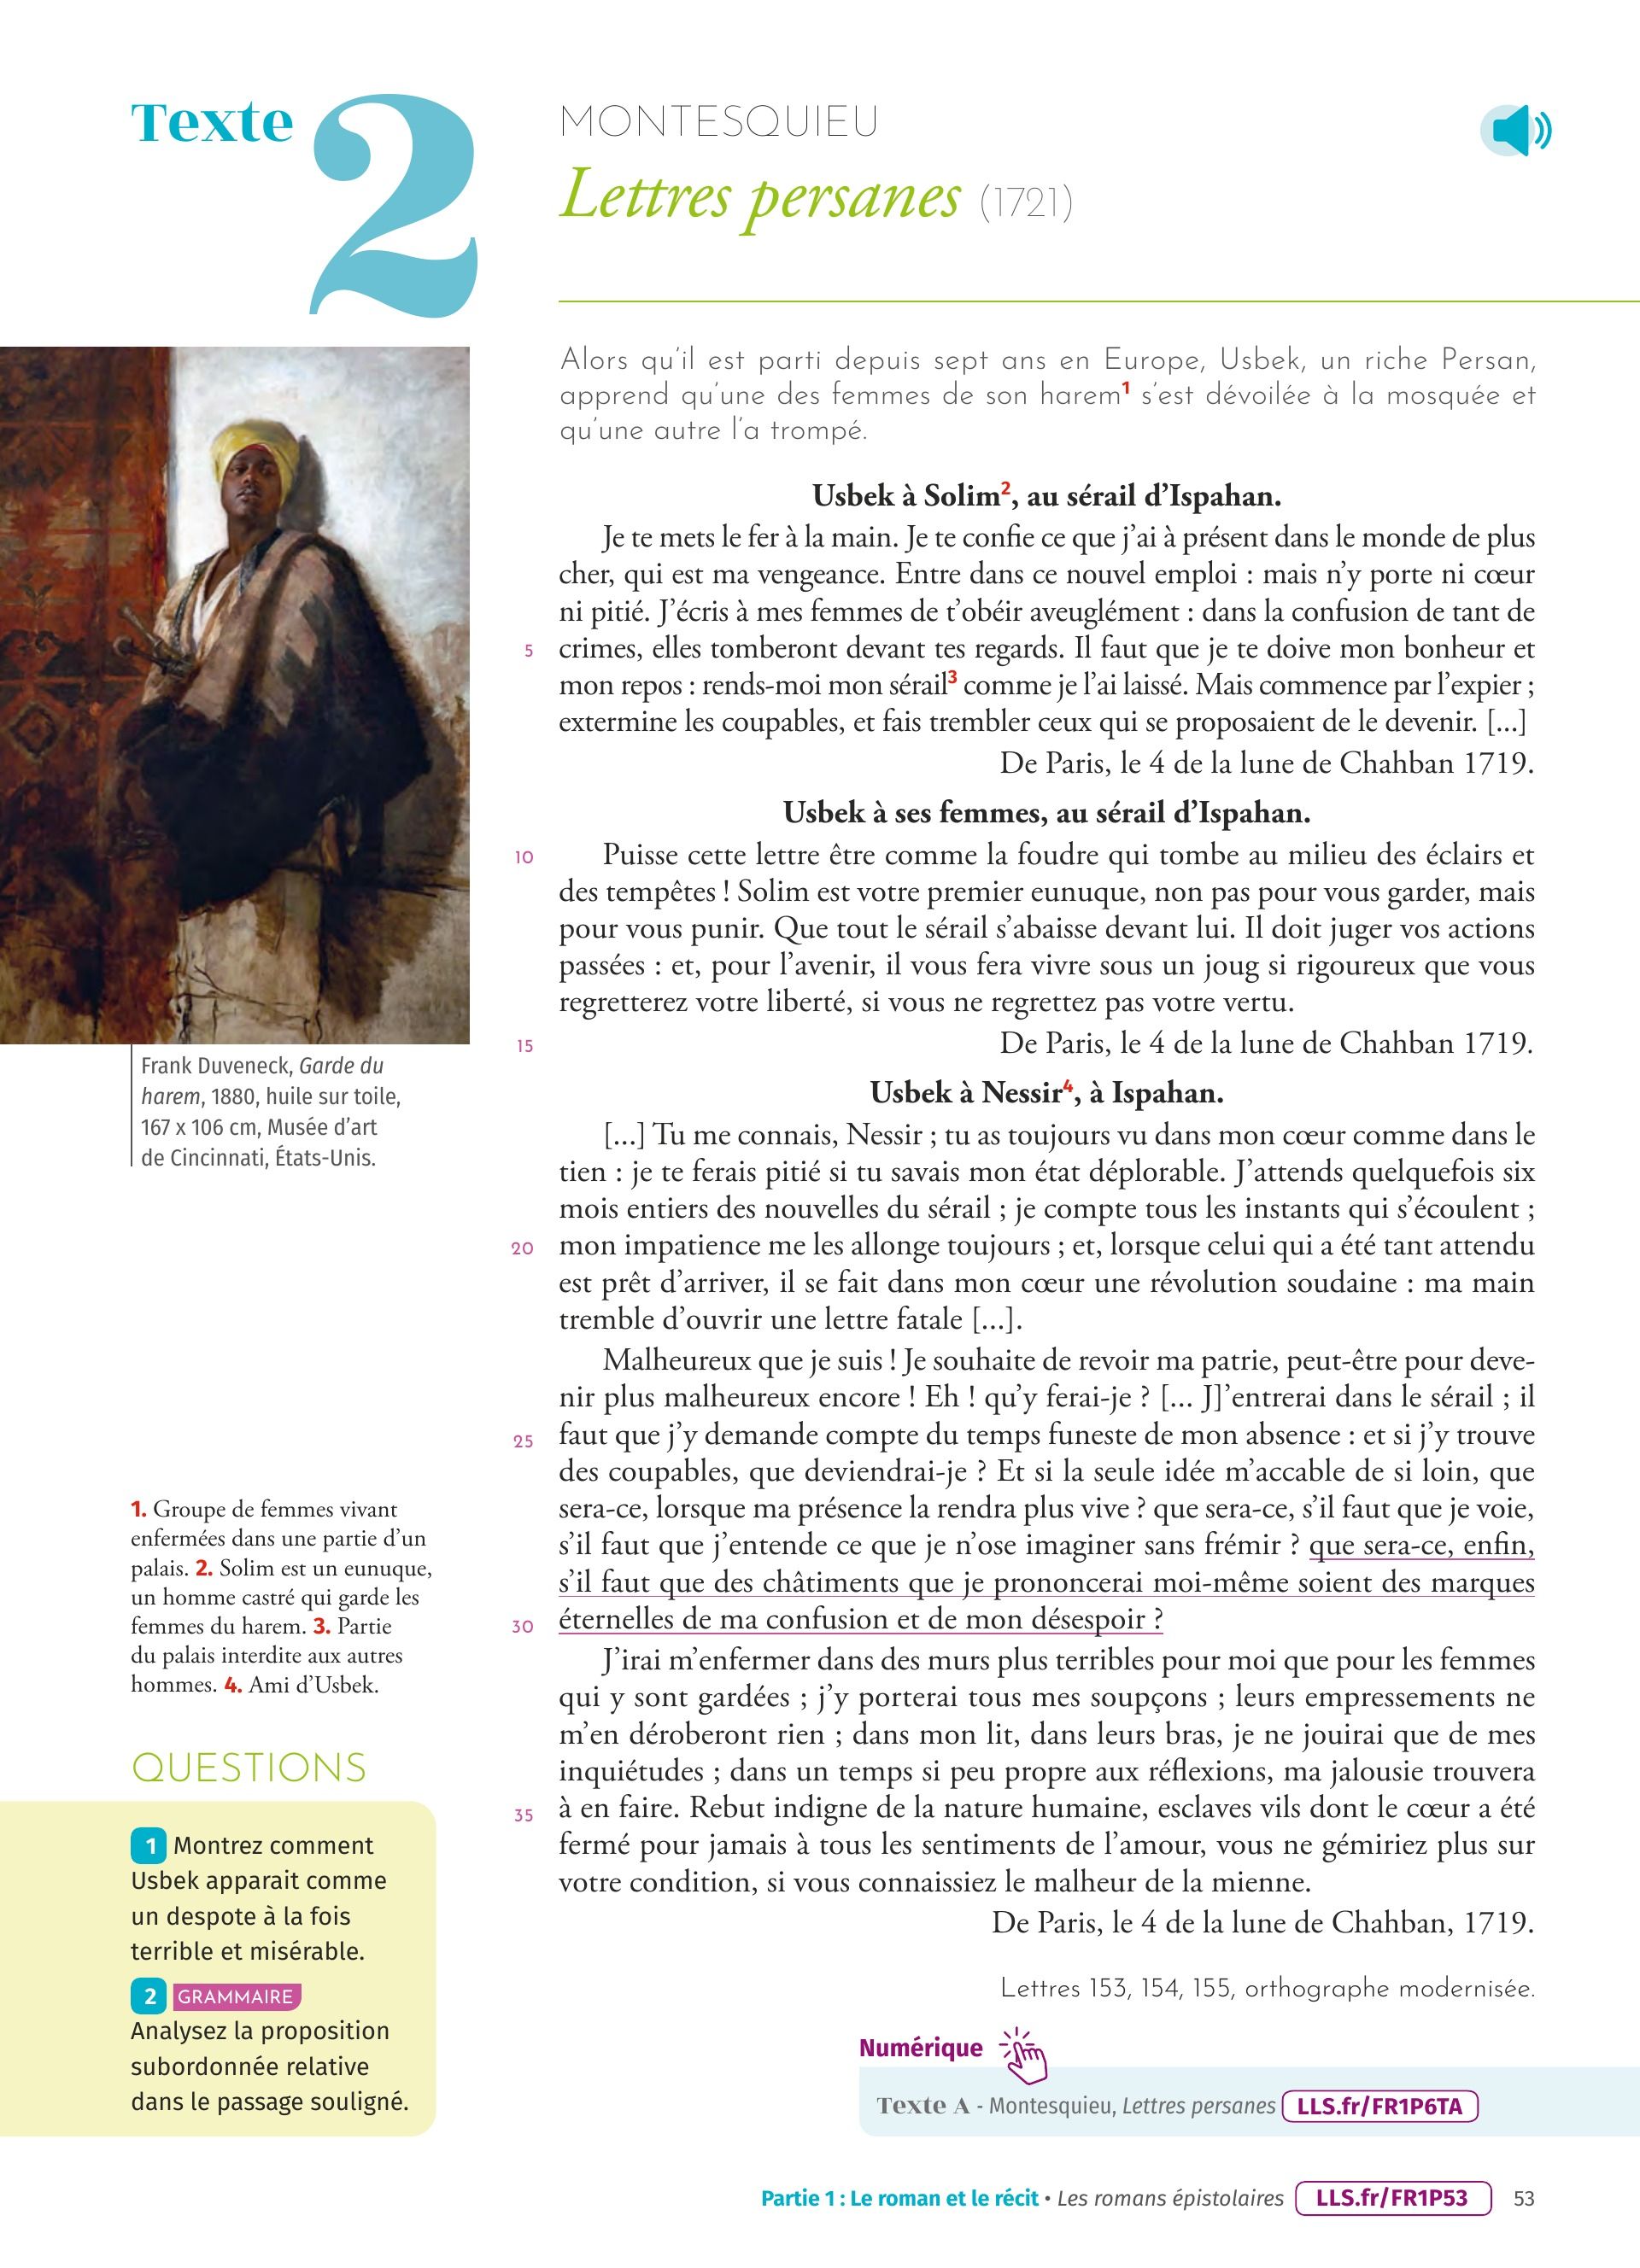 Texte 2
MONTESQUIEU
Lettres persanes (1721)
Alors qu'il est parti depuis sept ans en Europe, Usbek, un riche Persan,
apprend qu'une des femmes de son harem1 s'est dévoilée à la mosquée et
qu'une autre l'a trompé.
Usbek à Solim2, au sérail d'Ispahan.
Je te mets le fer à la main. Je te confie ce que j'ai à présent dans le monde de plus
cher, qui est ma vengeance. Entre dans ce nouvel emploi : mais n'y porte ni cœur
ni pitié. J'écris à mes femmes de t'obéir aveuglément : dans la confusion de tant de
5 crimes, elles tomberont devant tes regards. Il faut que je te doive mon bonheur et
mon repos : rends-moi mon sérail3 comme je l'ai laissé. Mais commence par l'expier ;
extermine les coupables, et fais trembler ceux qui se proposaient de le devenir. [...]
De Paris, le 4 de la lune de Chahban 1719.
Usbek à ses femmes, au sérail d'Ispahan.
10 Puisse cette lettre être comme la foudre qui tombe au milieu des éclairs et
des tempêtes ! Solim est votre premier eunuque, non pas pour vous garder, mais
pour vous punir. Que tout le sérail s'abaisse devant lui. Il doit juger vos actions
passées : et, pour l'avenir, il vous fera vivre sous un joug si rigoureux que vous
regretterez votre liberté, si vous ne regrettez pas votre vertu.
15 De Paris, le 4 de la lune de Chahban 1719.
Usbek à Nessir4, à Ispahan.
[...] Tu me connais, Nessir ; tu as toujours vu dans mon cœur comme dans le
tien : je te ferais pitié si tu savais mon état déplorable. J'attends quelquefois six
mois entiers des nouvelles du sérail ; je compte tous les instants qui s'écoulent ;
20 mon impatience me les allonge toujours ; et, lorsque celui qui a été tant attendu
est prêt d'arriver, il se fait dans mon cœur une révolution soudaine : ma main
tremble d'ouvrir une lettre fatale [...].
Malheureux que je suis ! Je souhaite de revoir ma patrie, peut-être pour deve-
nir plus malheureux encore ! Eh ! qu'y ferai-je ? [... J]'entrerai dans le sérail ; il
25 faut que j'y demande compte du temps funeste de mon absence : et si j'y trouve
des coupables, que deviendrai-je ? Et si la seule idée m'accable de si loin, que
sera-ce, lorsque ma présence la rendra plus vive ? que sera-ce, s'il faut que je voie,
s'il faut que j'entende ce que je n'ose imaginer sans frémir ? que sera-ce, enfin,
s'il faut que des châtiments que je prononcerai moi-même soient des marques
30 éternelles de ma confusion et de mon désespoir ?
J'irai m'enfermer dans des murs plus terribles pour moi que pour les femmes
qui y sont gardées ; j'y porterai tous mes soupçons ; leurs empressements ne
m'en déroberont rien ; dans mon lit, dans leurs bras, je ne jouirai que de mes
inquiétudes ; dans un temps si peu propre aux réflexions, ma jalousie trouvera
35 à en faire. Rebut indigne de la nature humaine, esclaves vils dont le cœur a été
fermé pour jamais à tous les sentiments de l'amour, vous ne gémiriez plus sur
votre condition, si vous connaissiez le malheur de la mienne.
De Paris, le 4 de la lune de Chahban, 1719.
Lettres 153, 154, 155, orthographe modernisée.
Frank Duveneck, Garde du
harem, 1880, huile sur toile,
167 x 106 cm, Musée d'art
de Cincinnati, États-Unis.
1. Groupe de femmes vivant
enfermées dans une partie d'un
palais. 2. Solim est un eunuque,
un homme castré qui garde les
femmes du harem. 3. Partie
du palais interdite aux autres
hommes. 4. Ami d'Usbek.
QUESTIONS
1 Montrez comment
Usbek apparait comme
un despote à la fois
terrible et misérable.
2 GRAMMAIRE
Analysez la proposition
subordonnée relative
dans le passage souligné.
Numérique
Texte A - Montesquieu, Lettres persanes LLS.fr/FR1P6TA
Partie 1 : Le roman et le récit • Les romans épistolaires LLS.fr/FR1P53 53